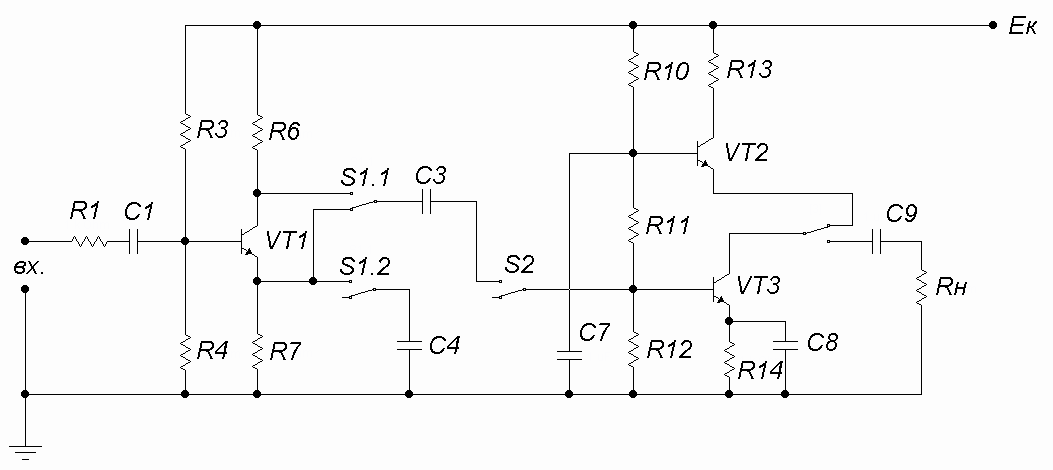 Ек
R10
R13
R3
R6
VT2
S1.1
C3
R1
C1
R11
C9
VT1
вх.
S1.2
S2
VT3
Rн
C7
R4
R7
C4
R12
C8
R14